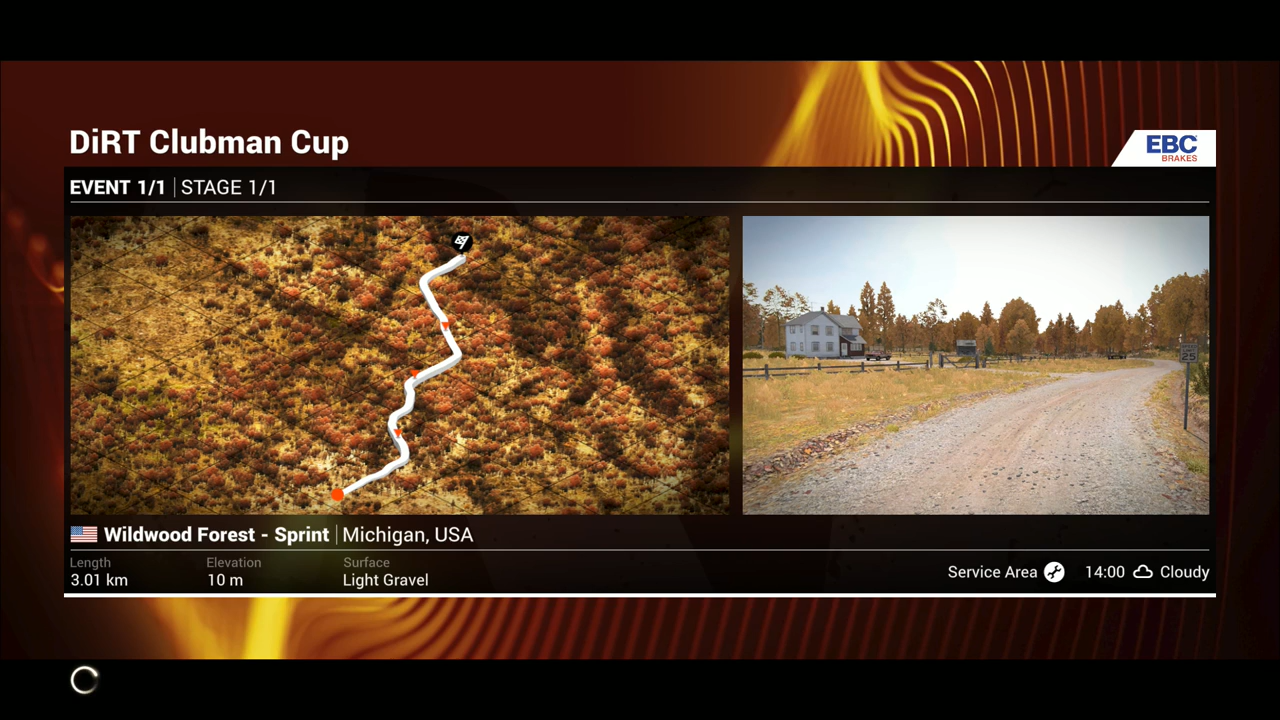 DiRT Clubman Cup
EBC
BRAKES
EVENT 1/1 | STAGE 1/1
25
Wildwood Forest - Sprint | Michigan, USA
Length Elevation Surface
3.01 km 10 m Light Gravel
Service Area 14:00 Cloudy